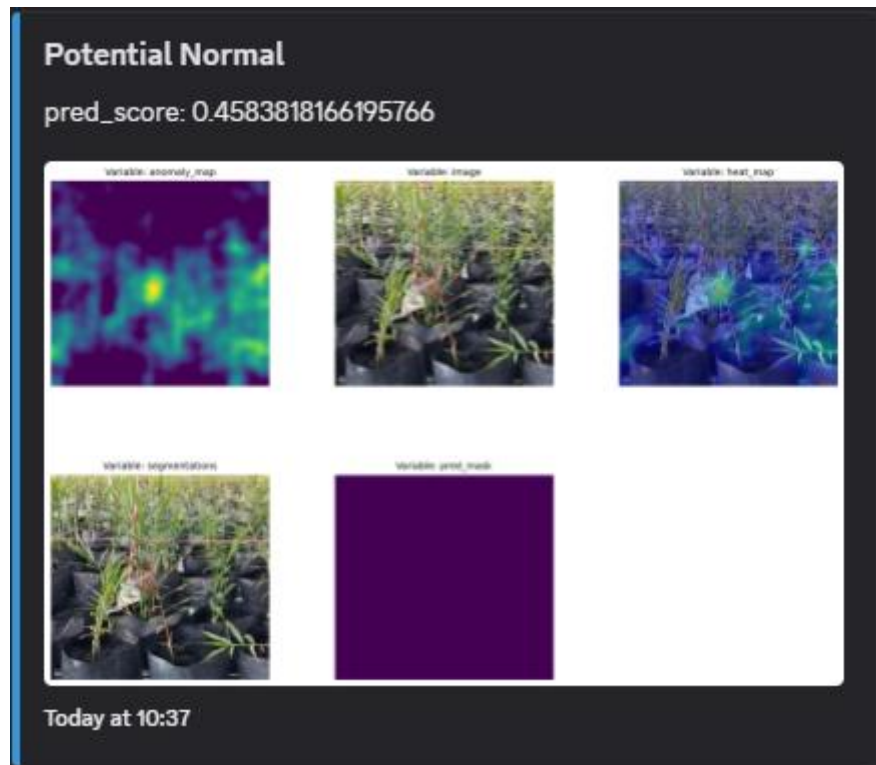 Potential Normal
pred_score: 0.4583818166195766
Variable: anomaly_map
Variable: image
Variable: heat_map
Variable: segmentations
Variable: pred_mask
Today at 10:37